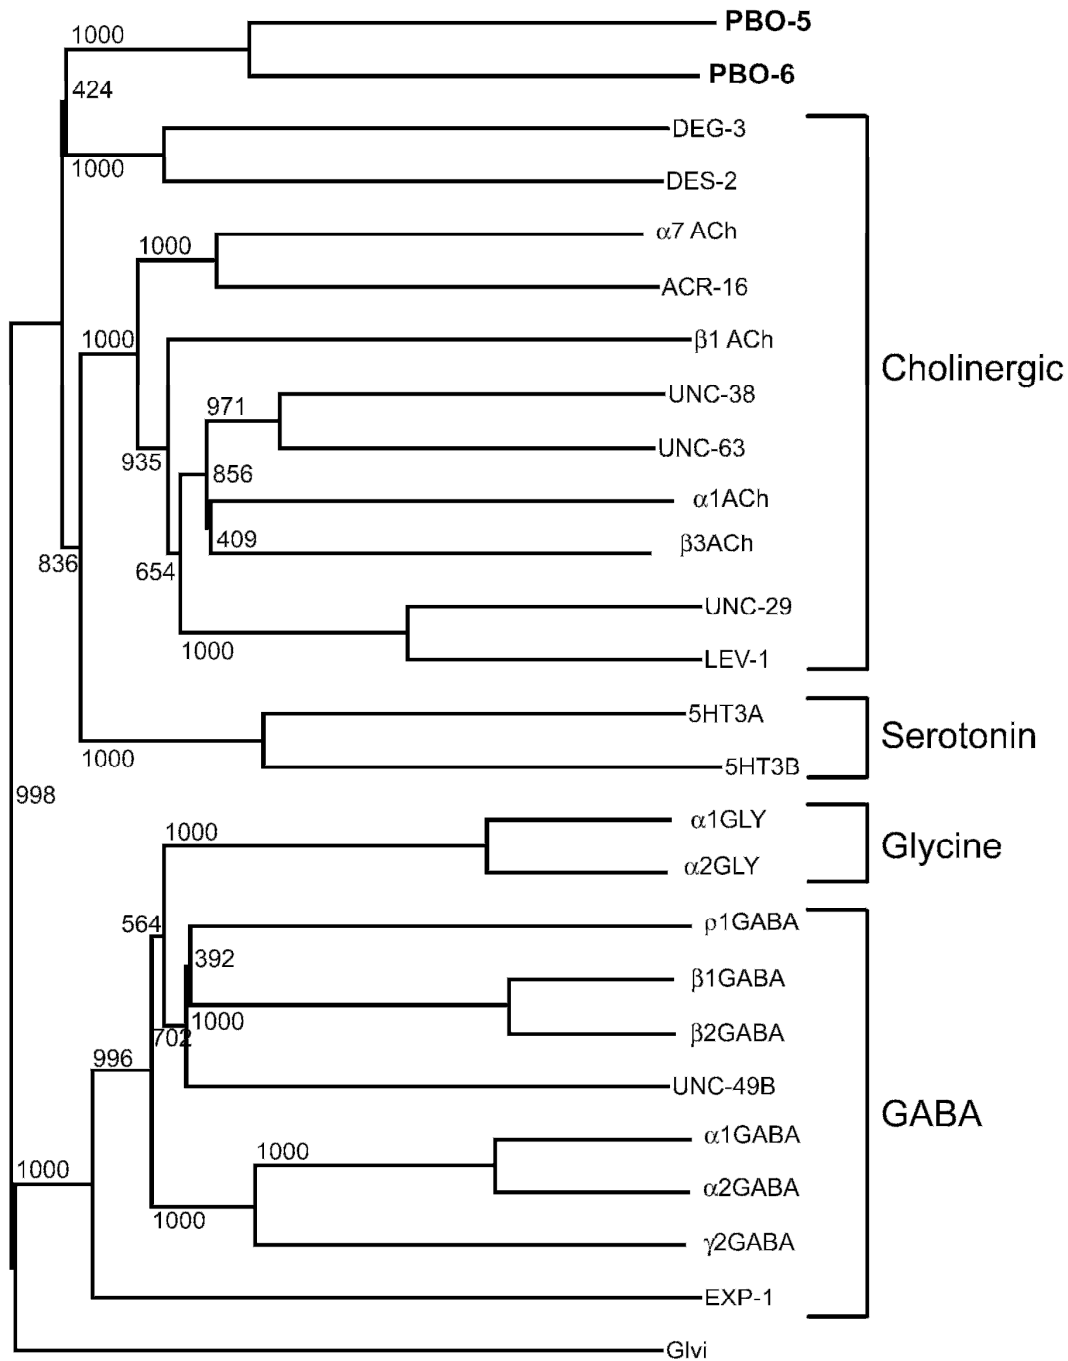 PBO-5
1000
PBO-6
424
DEG-3
1000
DES-2
α7 ACh
1000
ACR-16
1000
β1 ACh
Cholinergic
UNC-38
971
UNC-63
935
856
α1ACh
409
β3ACh
836
654
UNC-29
1000
LEV-1
5HT3A
Serotonin
1000
5HT3B
998
α1GLY
1000
Glycine
α2GLY
564
ρ1GABA
392
β1GABA
1000
702
β2GABA
996
UNC-49B
GABA
α1GABA
1000
1000
α2GABA
1000
γ2GABA
EXP-1
Glvi